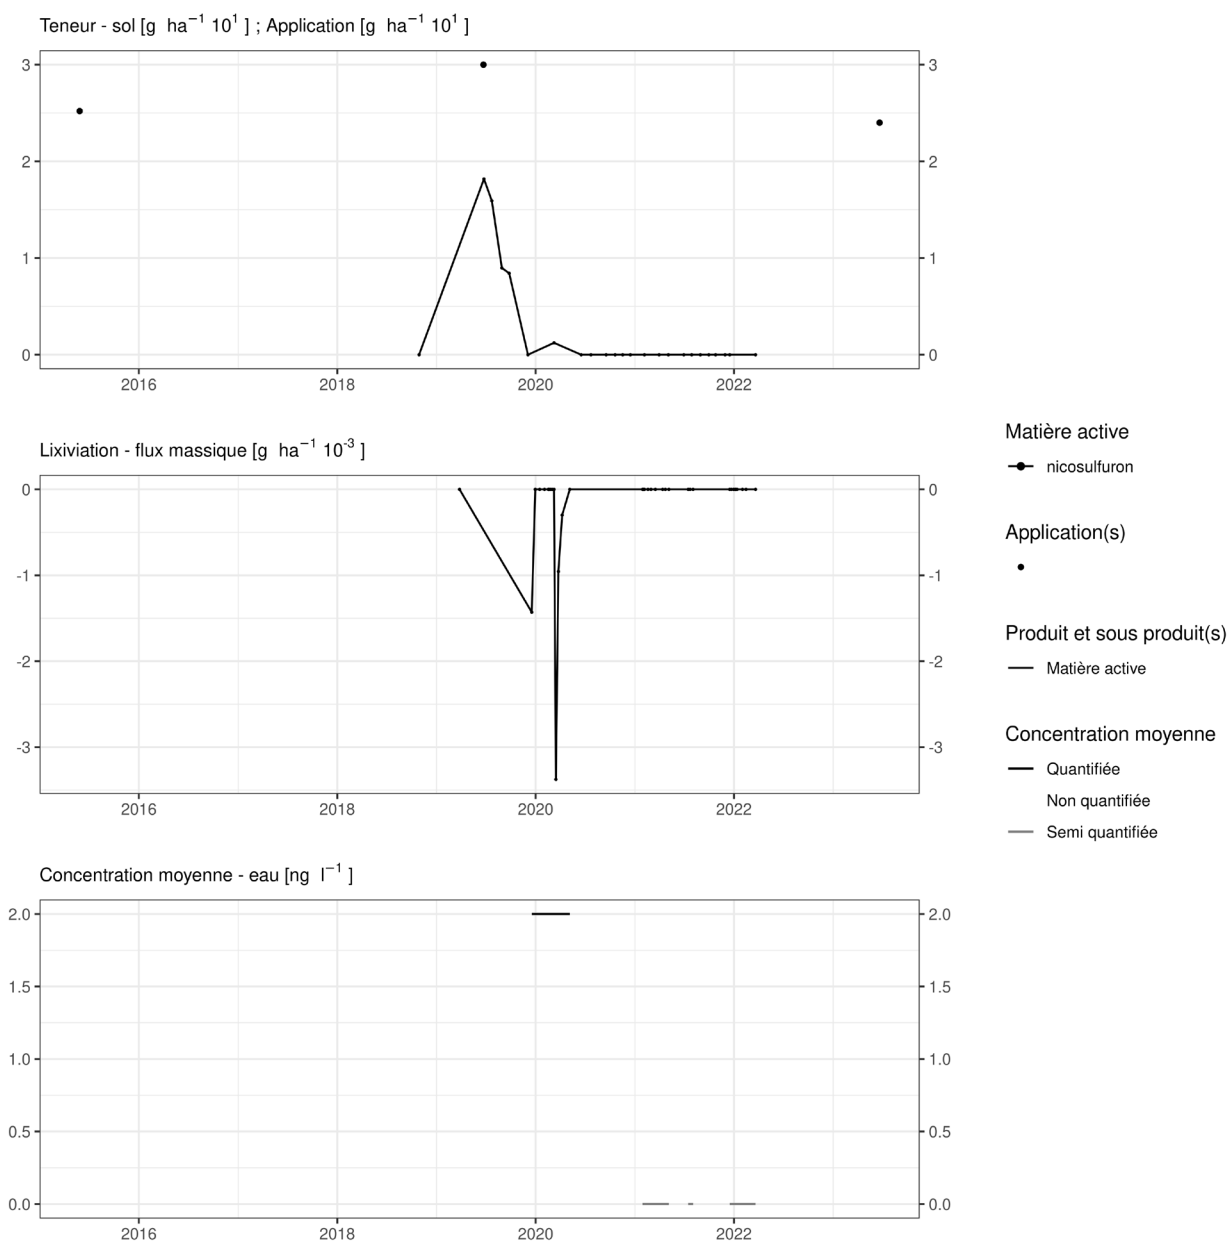 Teneur - sol [g ha⁻¹ 10¹ ] ; Application [g ha⁻¹ 10¹ ]
3 3
2 2
1 1
0 0
2016 2018 2020 2022
Lixiviation - flux massique [g ha⁻¹ 10⁻³ ]
0 0
-1 -1
-2 -2
-3 -3
2016 2018 2020 2022
Concentration moyenne - eau [ng l⁻¹ ]
2.0 2.0
1.5 1.5
1.0 1.0
0.5 0.5
0.0 0.0
2016 2018 2020 2022
Matière active
nicosulfuron
Application(s)
Produit et sous produit(s)
Matière active
Concentration moyenne
Quantifiée
Non quantifiée
Semi quantifiée